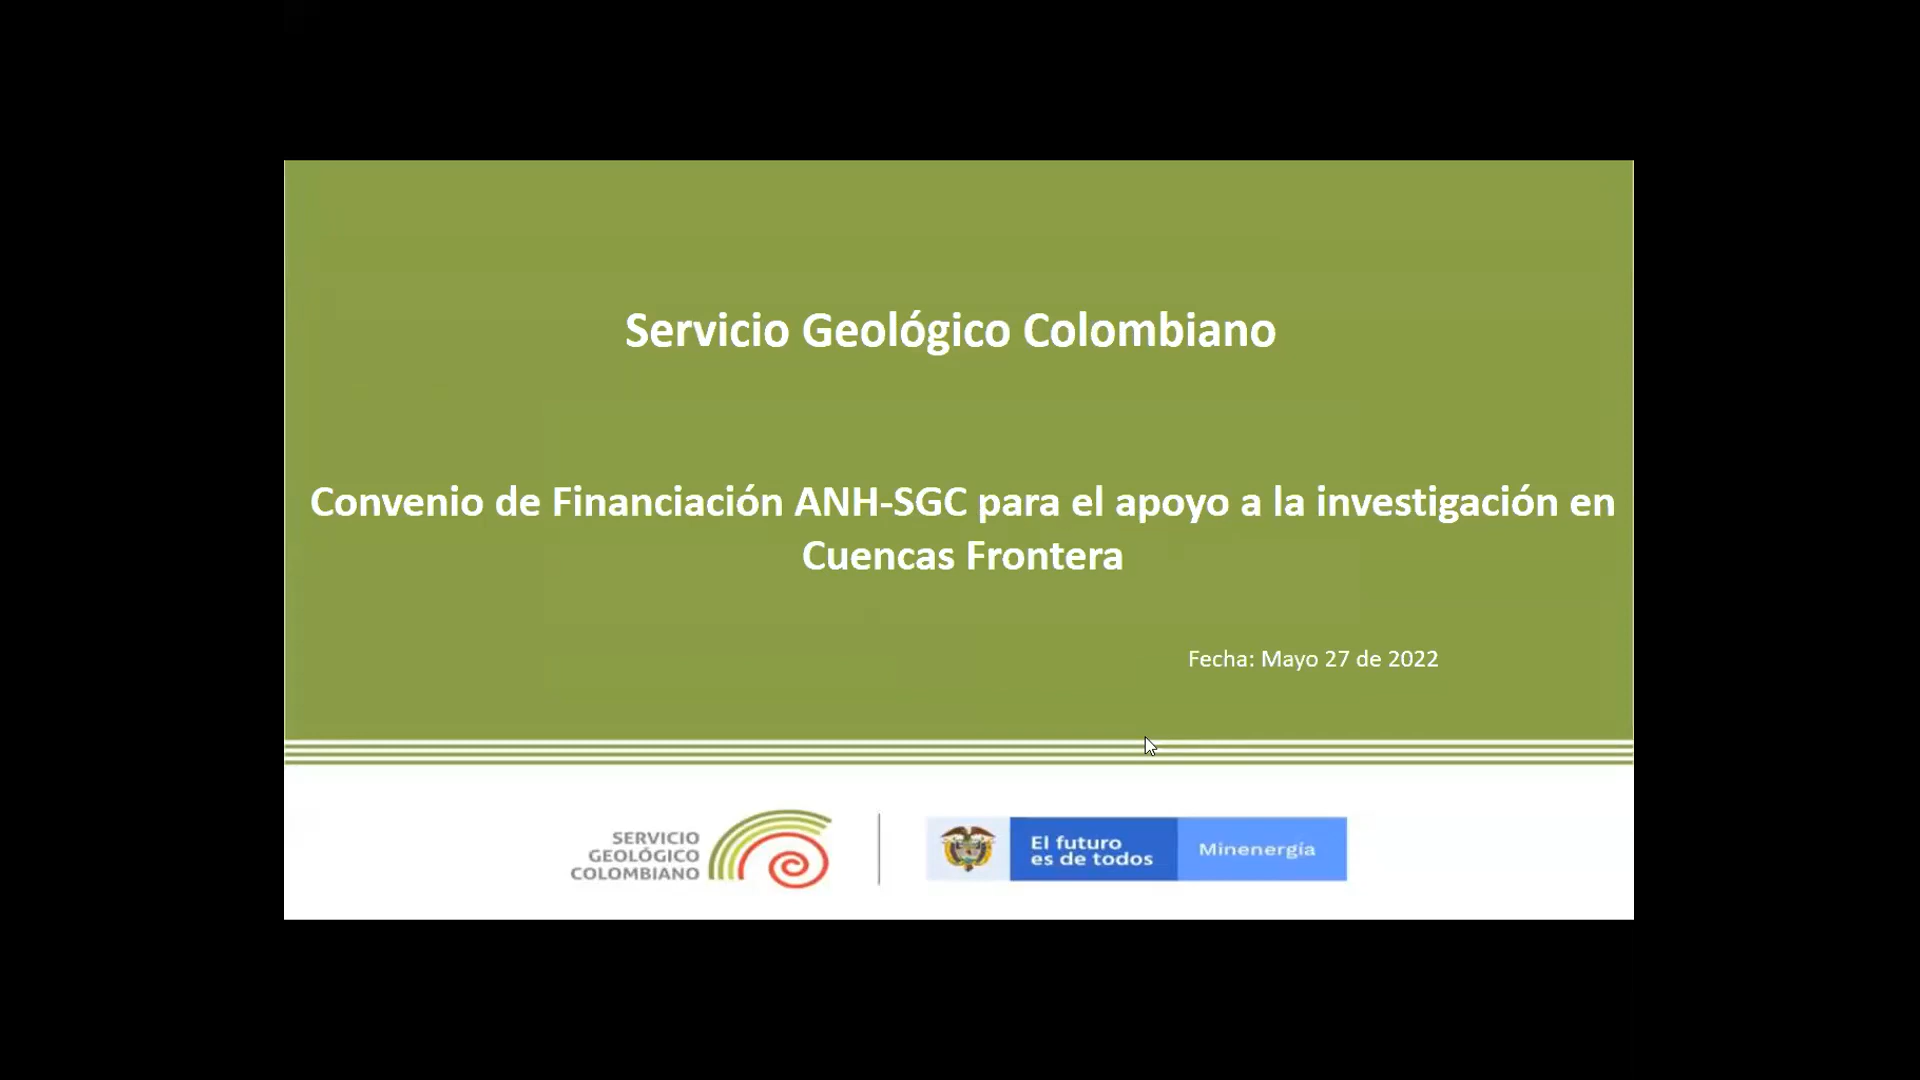 Servicio Geológico Colombiano
Convenio de Financiación ANH-SGC para el apoyo a la investigación en
Cuencas Frontera
Fecha: Mayo 27 de 2022
SERVICIO
GEOLÓGICO
COLOMBIANO
El futuro
es de todos
Minenergía